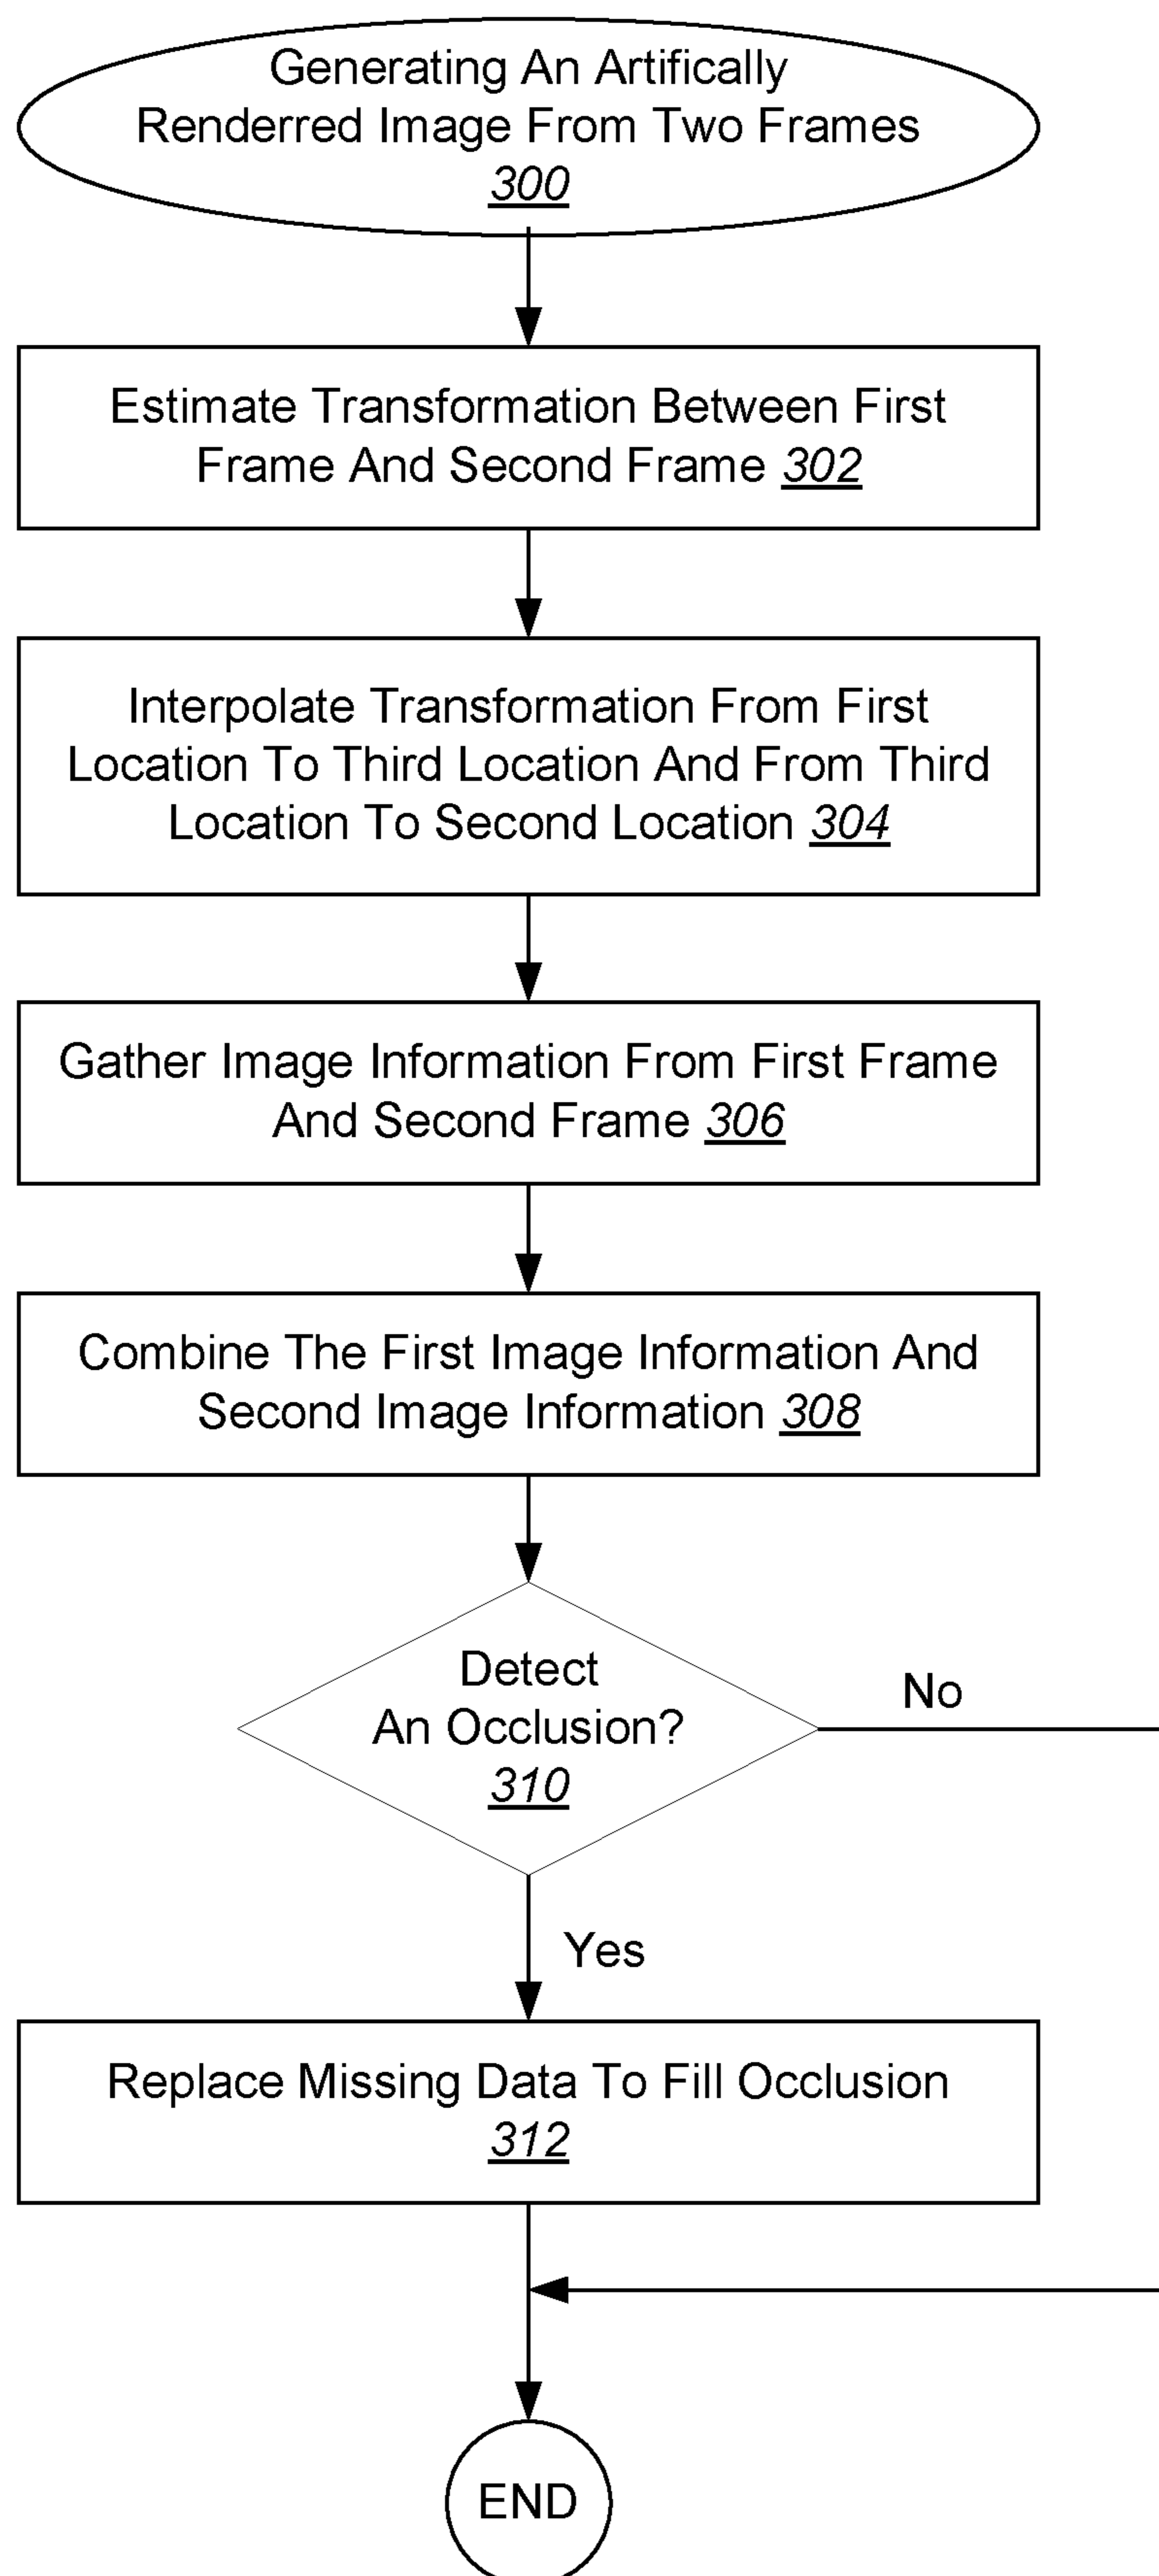 Generating An Artifically
Renderred Image From Two Frames
300
Estimate Transformation Between First
Frame And Second Frame 302
Interpolate Transformation From First
Location To Third Location And From Third
Location To Second Location 304
Gather Image Information From First Frame
And Second Frame 306
Combine The First Image Information And
Second Image Information 308
Detect
An Occlusion?
310
No
Yes
Replace Missing Data To Fill Occlusion
312
END